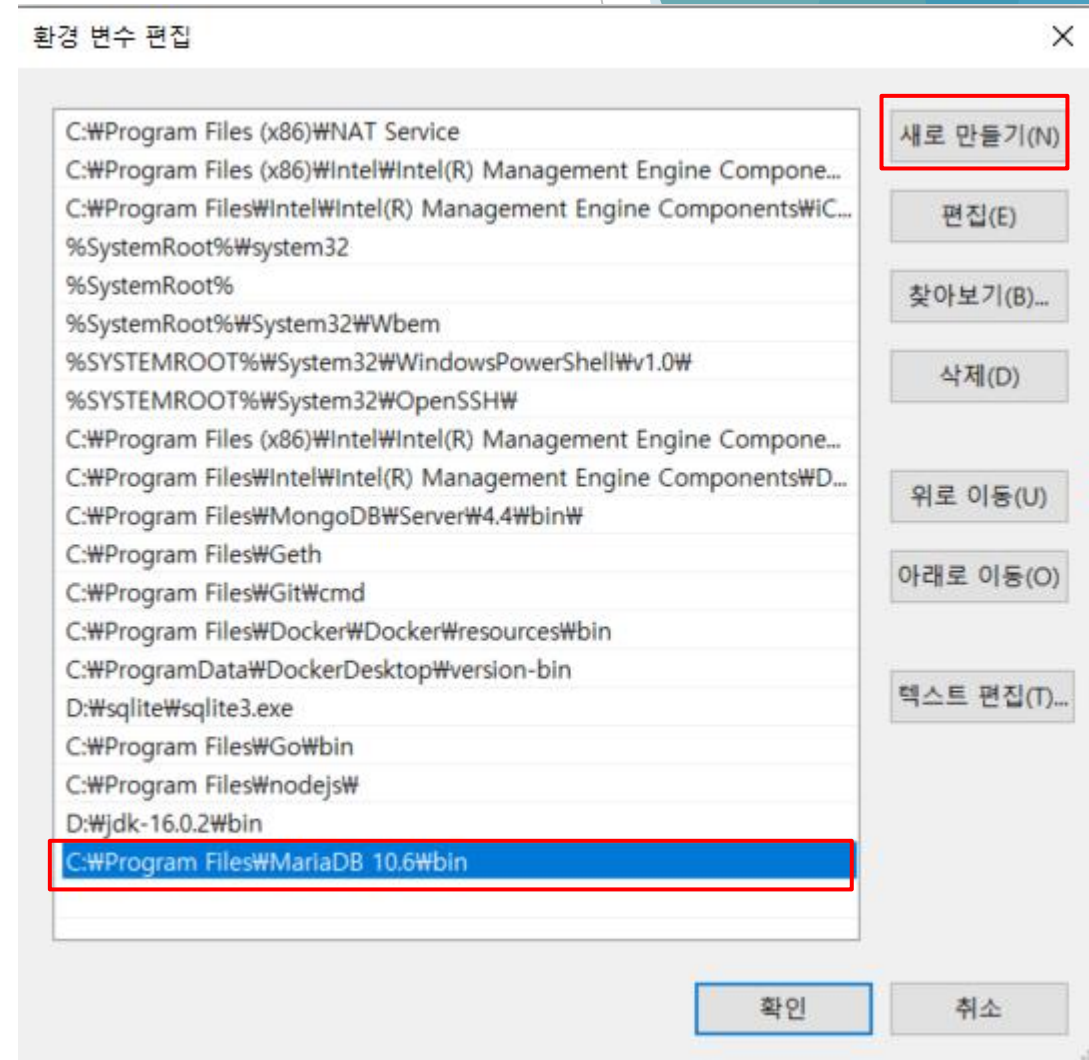 환경 변수 편집
C:₩Program Files (x86)₩NAT Service
새로 만들기(N)
C:₩Program Files (x86)₩Intel₩Intel(R) Management Engine Compone...
C:₩Program Files₩Intel₩Intel(R) Management Engine Components₩iC...
편집(E)
%SystemRoot%₩system32
%SystemRoot%
찾아보기(B)...
%SystemRoot%₩System32₩Wbem
%SYSTEMROOT%₩System32₩WindowsPowerShell₩v1.0₩
삭제(D)
%SYSTEMROOT%₩System32₩OpenSSH₩
C:₩Program Files (x86)₩Intel₩Intel(R) Management Engine Compone...
C:₩Program Files₩Intel₩Intel(R) Management Engine Components₩D...
위로 이동(U)
C:₩Program Files₩MongoDB₩Server₩4.4₩bin₩
C:₩Program Files₩Geth
아래로 이동(O)
C:₩Program Files₩Git₩cmd
C:₩Program Files₩Docker₩Docker₩resources₩bin
C:₩ProgramData₩DockerDesktop₩version-bin
텍스트 편집(T)...
D:₩sqlite₩sqlite3.exe
C:₩Program Files₩Go₩bin
C:₩Program Files₩nodejs₩
D:₩jdk-16.0.2₩bin
C:₩Program Files₩MariaDB 10.6₩bin
확인
취소